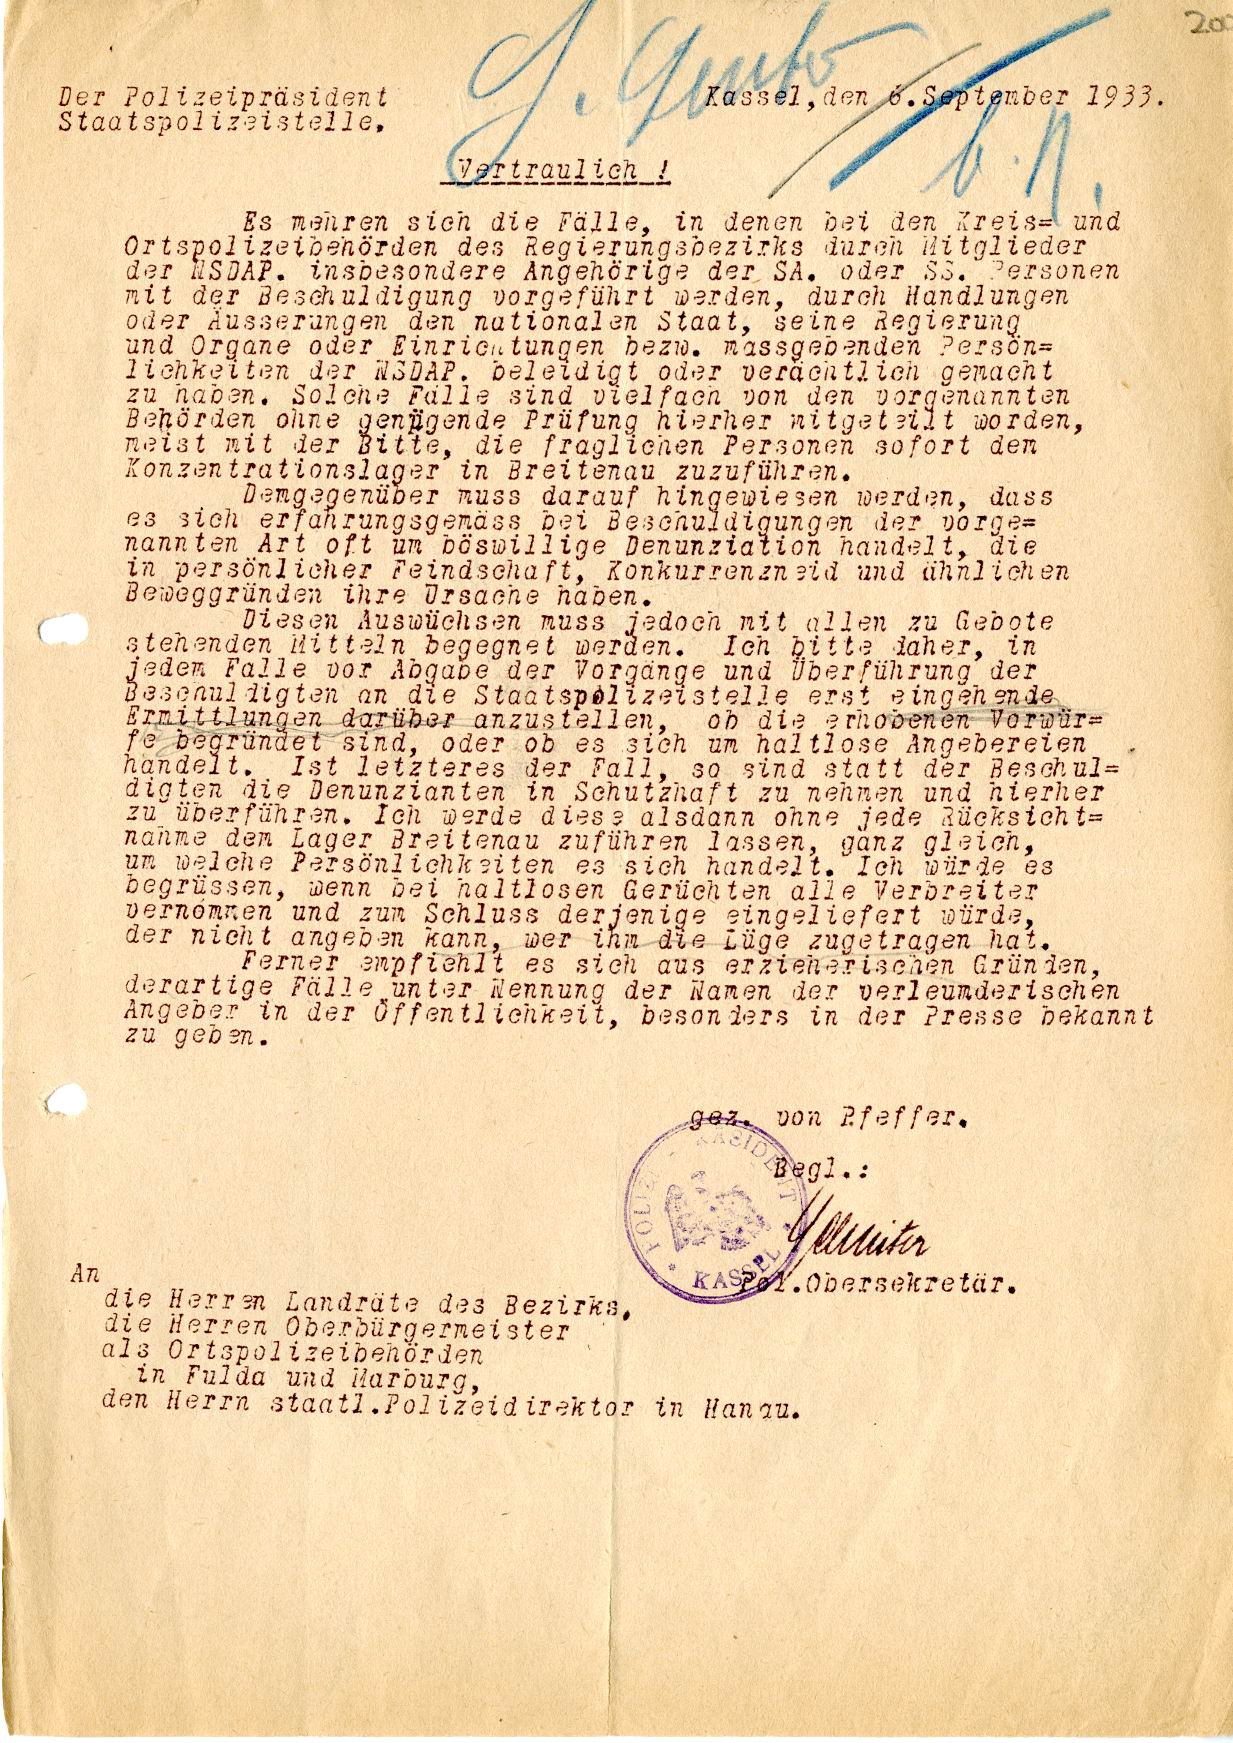 200
Der Polizeipräsident
Kassel, den 6.September 1933.
Staatspolizeistelle.
Vertraulich !
Es mehren sich die Fälle, in denen bei den Kreis= und
Ortspolizeibehörden des Regierungsbezirks durch Mitglieder
der NSDAP. insbesondere Angehörige der SA. oder SS. Personen
mit der Beschuldigung vorgeführt werden, durch Handlungen
oder Äusserungen den nationalen Staat, seine Regierung
und Organe oder Einrichtungen bezw. massgebenden Persön=
lichkeiten der NSDAP. beleidigt oder verächtlich gemacht
zu haben. Solche Fälle sind vielfach von den vorgenannten
Behörden ohne genügende Prüfung hierher mitgeteilt worden,
meist mit der Bitte, die fraglichen Personen sofort dem
Konzentrationslager in Breitenau zuzuführen.
Demgegenüber muss darauf hingewiesen werden, dass
es sich erfahrungsgemäss bei Beschuldigungen der vorge=
nannten Art oft um böswillige Denunziation handelt, die
in persönlicher Feindschaft, Konkurrenzneid und ähnlichen
Beweggründen ihre Ursache haben.
Diesen Auswüchsen muss jedoch mit allen zu Gebote
stehenden Mitteln begegnet werden. Ich bitte daher, in
jedem Falle vor Abgabe der Vorgänge und Überführung der
Beschuldigten an die Staatspolizeistelle erst eingehende
Ermittlungen darüber anzustellen, ob die erhobenen Vorwür=
fe begründet sind, oder ob es sich um haltlose Angebereien
handelt. Ist letzteres der Fall, so sind statt der Beschul=
digten die Denunzianten in Schutzhaft zu nehmen und hierher
zu überführen. Ich werde diese alsdann ohne jede Rücksicht=
nahme dem Lager Breitenau zuführen lassen, ganz gleich,
um welche Persönlichkeiten es sich handelt. Ich würde es
begrüssen, wenn bei haltlosen Gerüchten alle Verbreiter
vernommen und zum Schluss derjenige eingeliefert würde,
der nicht angeben kann, wer ihm die Lüge zugetragen hat.
Ferner empfiehlt es sich aus erzieherischen Gründen,
derartige Fälle unter Nennung der Namen der verleumderischen
Angeber in der Öffentlichkeit, besonders in der Presse bekannt
zu geben.
gez. von Pfeffer.
Begl.:
POLIZEI-PRÄSIDENT
KASSEL
Pol.Obersekretär.
An
die Herren Landräte des Bezirks,
die Herren Oberbürgermeister
als Ortspolizeibehörden
in Fulda und Marburg,
den Herrn staatl.Polizeidirektor in Hanau.